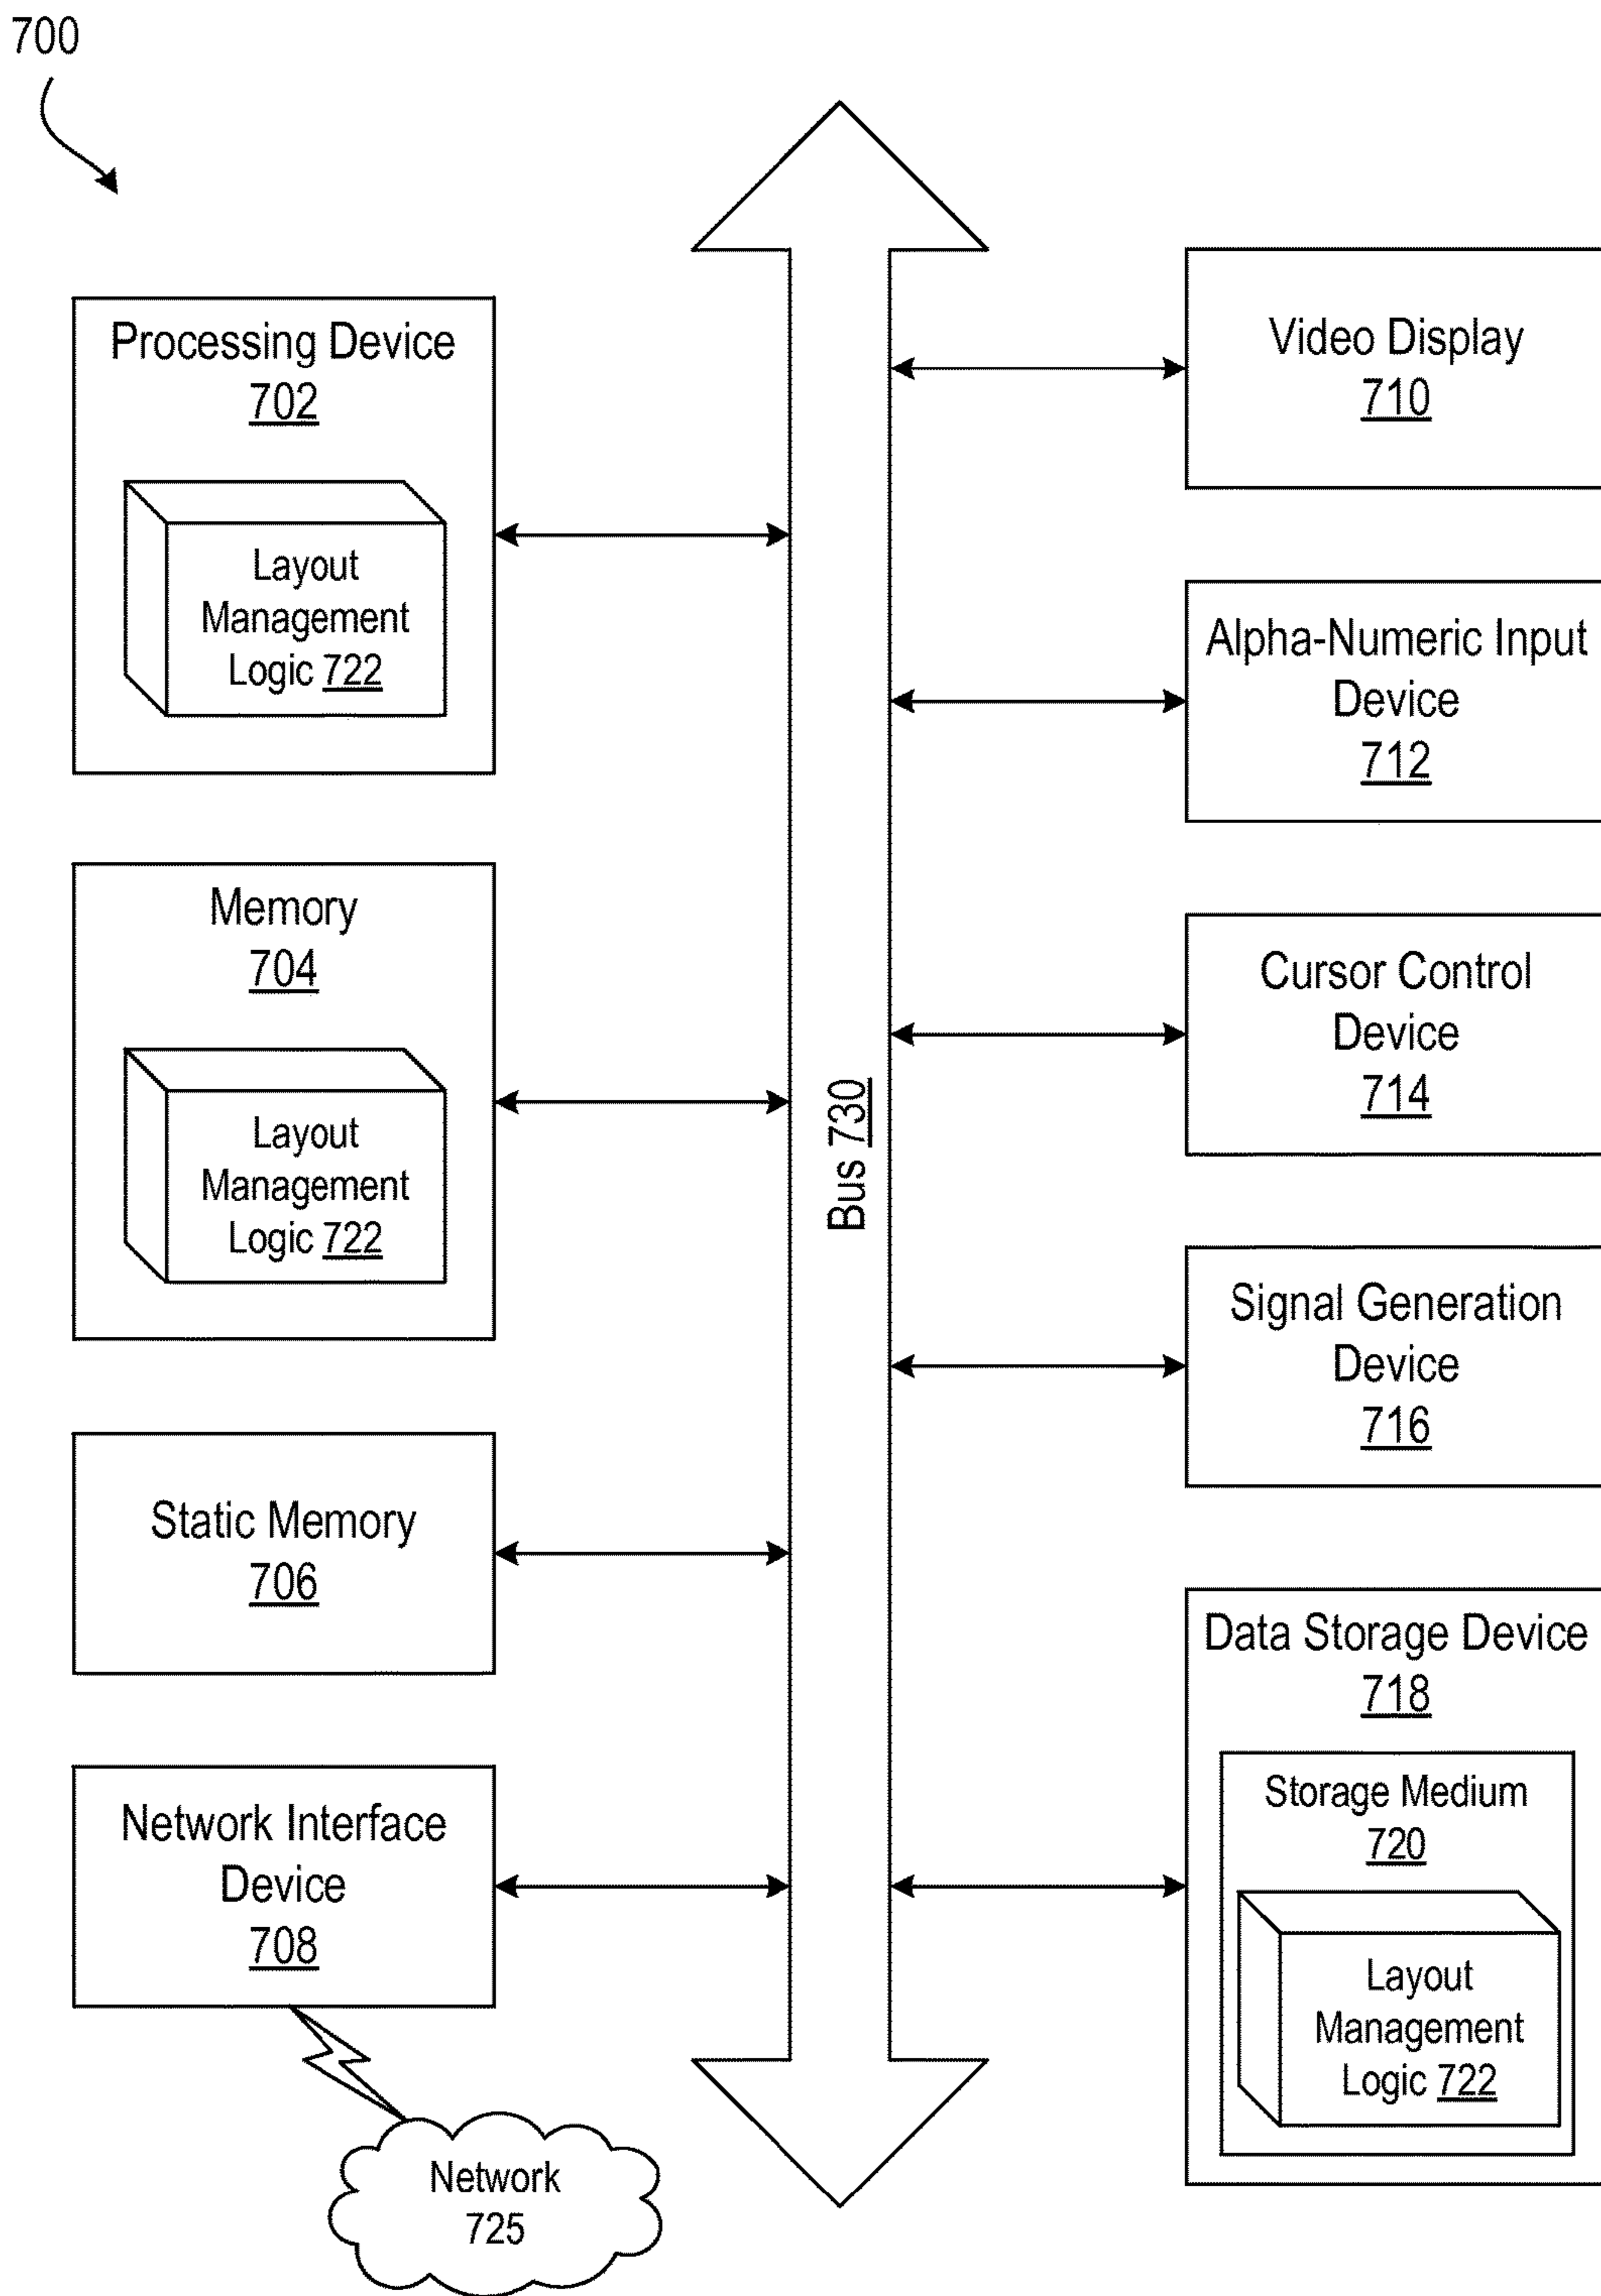 700
Processing Device
702
Layout
Management
Logic 722
Memory
704
Layout
Management
Logic 722
Static Memory
706
Network Interface
Device
708
Network
725
Bus 730
Video Display
710
Alpha-Numeric Input
Device
712
Cursor Control
Device
714
Signal Generation
Device
716
Data Storage Device
718
Storage Medium
720
Layout
Management
Logic 722